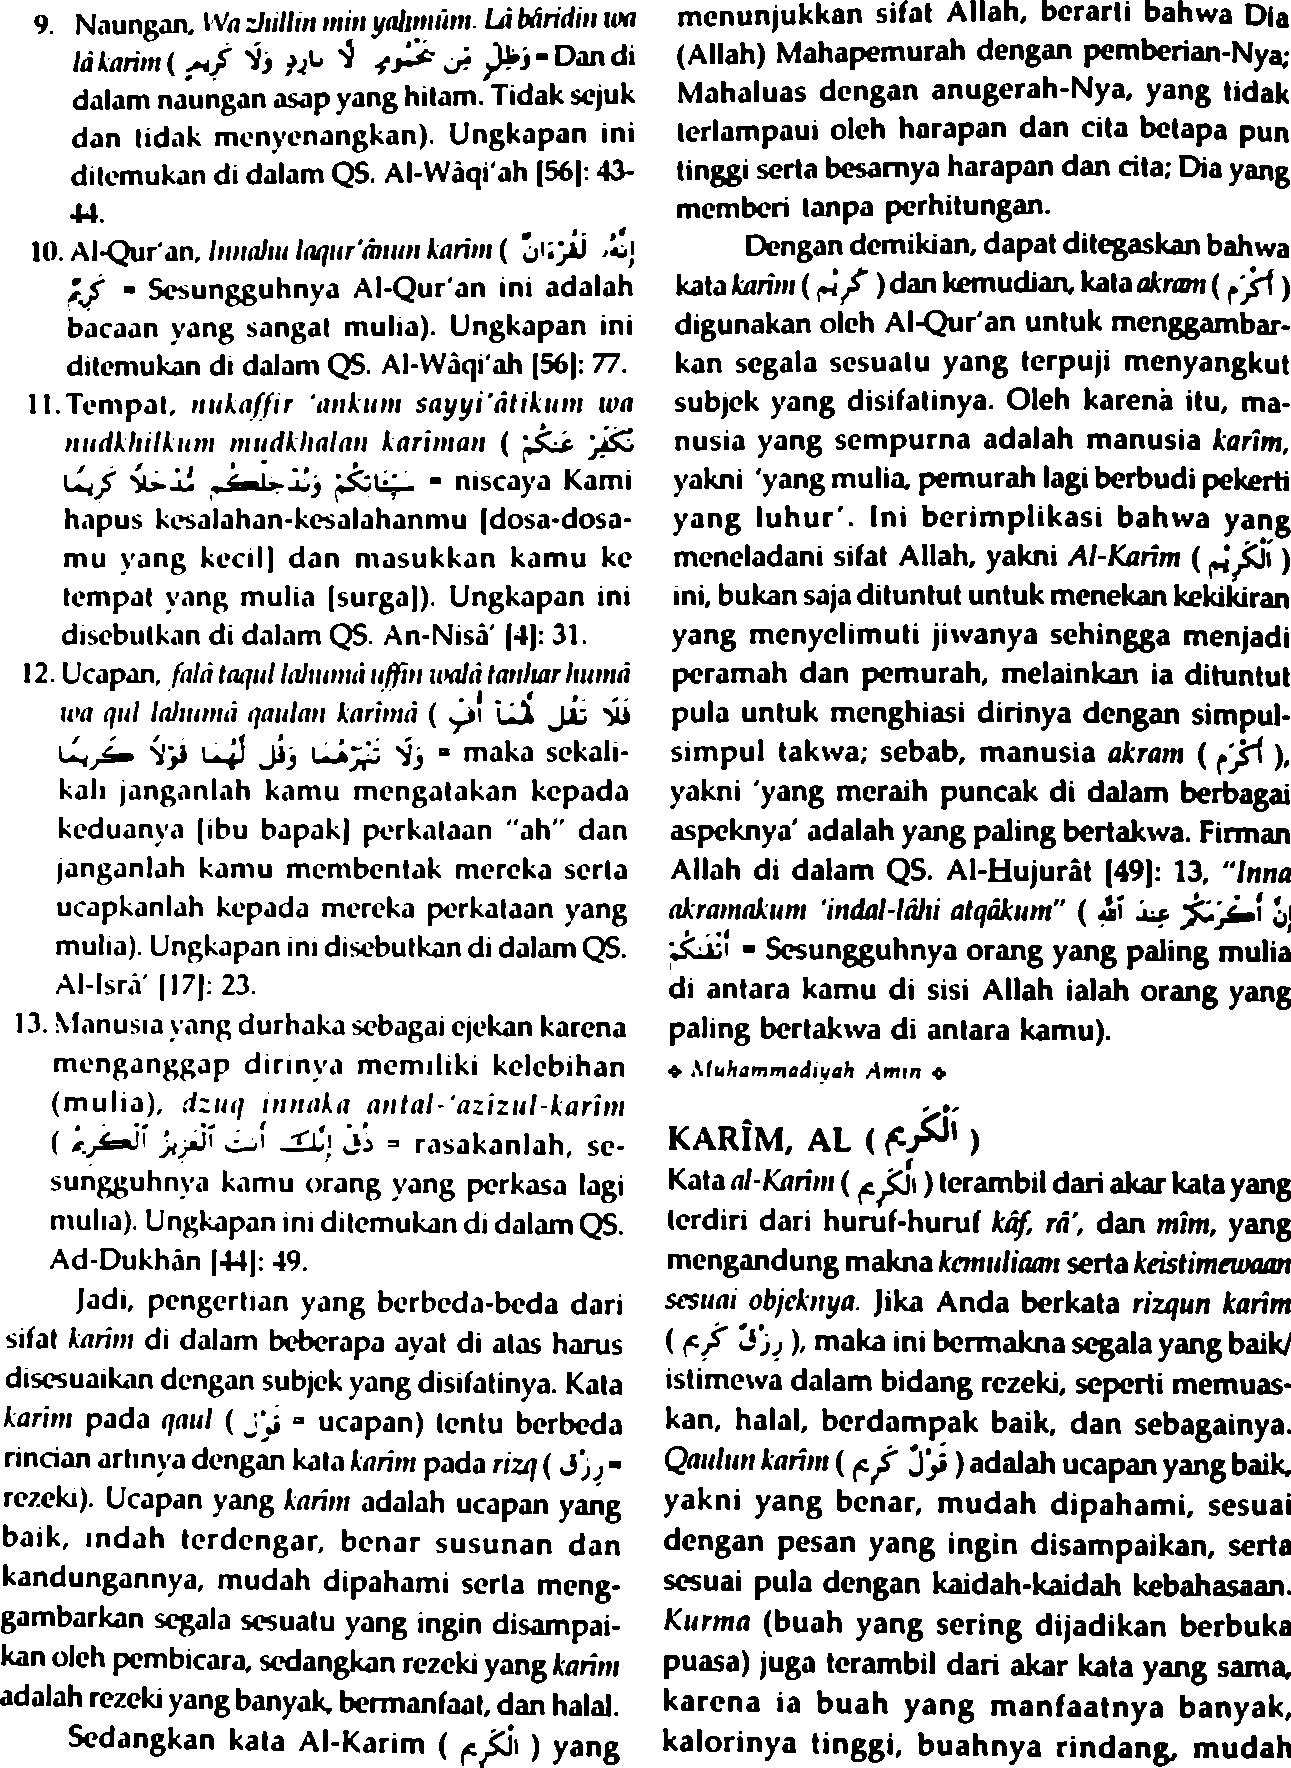 9. Naungan, Wa zhillin min yahmûm. Lâ bâridin wa
lâ karim ( وَظِلٍّ مِّن يَحْمُومٍ لَّا بَارِدٍ وَلَا كَرِيمٍ = Dan di
dalam naungan asap yang hitam. Tidak sejuk
dan tidak menyenangkan). Ungkapan ini
ditemukan di dalam QS. Al-Wâqi'ah [56]: 43-
44.
10. Al-Qur'an, Innahu laqur'ânun karîm ( إِنَّهُۥ لَقُرْءَانٌ
كَرِيمٌ = Sesungguhnya Al-Qur'an ini adalah
bacaan yang sangat mulia). Ungkapan ini
ditemukan di dalam QS. Al-Wâqi'ah [56]: 77.
11. Tempat, nukaffir 'ankum sayyi'âtikum wa
nudkhilkum mudkhalan karîman ( نُكَفِّرْ عَنكُمْ
سَيِّئَاتِكُمْ وَنُدْخِلْكُم مُّدْخَلًا كَرِيمًا = niscaya Kami
hapus kesalahan-kesalahanmu [dosa-dosa-
mu yang kecil] dan masukkan kamu ke
tempat yang mulia [surga]). Ungkapan ini
disebutkan di dalam QS. An-Nisâ' [4]: 31.
12. Ucapan, falâ taqul lahumâ uffin walâ tanhar humâ
wa qul lahumâ qaulan karîmâ ( فَلَا تَقُل لَّهُمَآ أُفٍّ
وَلَا تَنْهَرْهُمَا وَقُل لَّهُمَا قَوْلًا كَرِيمًا = maka sekali-
kali janganlah kamu mengatakan kepada
keduanya [ibu bapak] perkataan "ah" dan
janganlah kamu membentak mereka serta
ucapkanlah kepada mereka perkataan yang
mulia). Ungkapan ini disebutkan di dalam QS.
Al-Isrâ' [17]: 23.
13. Manusia yang durhaka sebagai ejekan karena
menganggap dirinya memiliki kelebihan
(mulia), dzuq innaka antal-'azîzul-karîm
( ذُقْ إِنَّكَ أَنتَ ٱلْعَزِيزُ ٱلْكَرِيمُ = rasakanlah, se-
sungguhnya kamu orang yang perkasa lagi
mulia). Ungkapan ini ditemukan di dalam QS.
Ad-Dukhân [44]: 49.
Jadi, pengertian yang berbeda-beda dari
sifat karîm di dalam beberapa ayat di atas harus
disesuaikan dengan subjek yang disifatinya. Kata
karîm pada qaul ( قَوْلٌ = ucapan) tentu berbeda
rincian artinya dengan kata karîm pada rizq ( رِزْقٌ =
rezeki). Ucapan yang karîm adalah ucapan yang
baik, indah terdengar, benar susunan dan
kandungannya, mudah dipahami serta meng-
gambarkan segala sesuatu yang ingin disampai-
kan oleh pembicara, sedangkan rezeki yang karîm
adalah rezeki yang banyak, bermanfaat, dan halal.
Sedangkan kata Al-Karim ( الْكَرِيم ) yang
menunjukkan sifat Allah, berarti bahwa Dia
(Allah) Mahapemurah dengan pemberian-Nya;
Mahaluas dengan anugerah-Nya, yang tidak
terlampaui oleh harapan dan cita betapa pun
tinggi serta besarnya harapan dan cita; Dia yang
memberi tanpa perhitungan.
Dengan demikian, dapat ditegaskan bahwa
kata karîm ( كَرِيْم ) dan kemudian, kata akram ( أَكْرَم )
digunakan oleh Al-Qur'an untuk menggambar-
kan segala sesuatu yang terpuji menyangkut
subjek yang disifatinya. Oleh karena itu, ma-
nusia yang sempurna adalah manusia karîm,
yakni 'yang mulia, pemurah lagi berbudi pekerti
yang luhur'. Ini berimplikasi bahwa yang
meneladani sifat Allah, yakni Al-Karîm ( اَلْكَرِيْم )
ini, bukan saja dituntut untuk menekan kekikiran
yang menyelimuti jiwanya sehingga menjadi
peramah dan pemurah, melainkan ia dituntut
pula untuk menghiasi dirinya dengan simpul-
simpul takwa; sebab, manusia akram ( أَكْرَم ),
yakni 'yang meraih puncak di dalam berbagai
aspeknya' adalah yang paling bertakwa. Firman
Allah di dalam QS. Al-Hujurât [49]: 13, "Inna
akramakum 'indal-lâhi atqâkum" ( إِنَّ أَكْرَمَكُمْ عِندَ ٱللَّهِ
أَتْقَىٰكُمْ = Sesungguhnya orang yang paling mulia
di antara kamu di sisi Allah ialah orang yang
paling bertakwa di antara kamu).
❖ Muhammadiyah Amin ❖
KARÎM, AL ( اَلْكَرِيم )
Kata al-Karîm ( الْكَرِيم ) terambil dari akar kata yang
terdiri dari huruf-huruf kâf, râ', dan mîm, yang
mengandung makna kemuliaan serta keistimewaan
sesuai objeknya. Jika Anda berkata rizqun karîm
( رِزْقٌ كَرِيم ), maka ini bermakna segala yang baik/
istimewa dalam bidang rezeki, seperti memuas-
kan, halal, berdampak baik, dan sebagainya.
Qaulun karîm ( قَوْلٌ كَرِيم ) adalah ucapan yang baik,
yakni yang benar, mudah dipahami, sesuai
dengan pesan yang ingin disampaikan, serta
sesuai pula dengan kaidah-kaidah kebahasaan.
Kurma (buah yang sering dijadikan berbuka
puasa) juga terambil dari akar kata yang sama,
karena ia buah yang manfaatnya banyak,
kalorinya tinggi, buahnya rindang, mudah